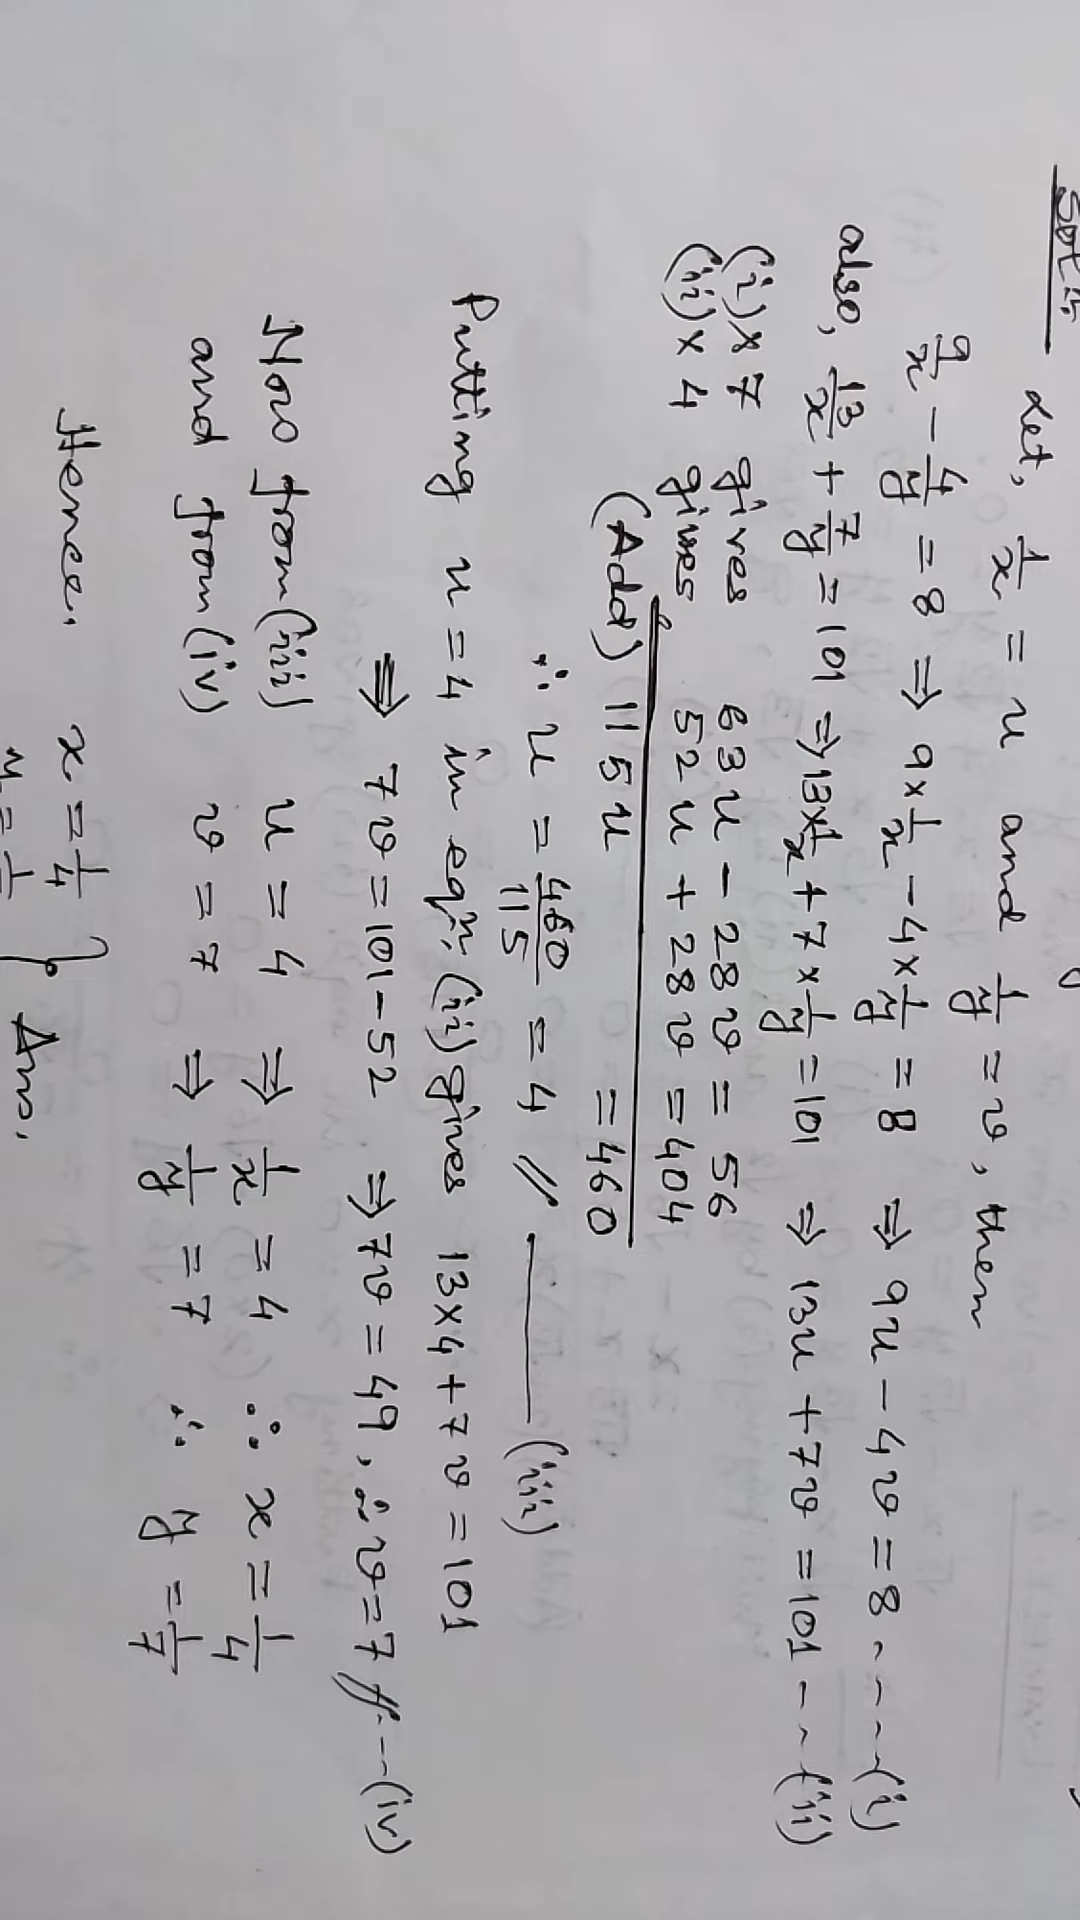 Soln:
Let, 1/x = u and 1/y = v, then
9/x - 4/y = 8 ⇒ 9×1/x - 4×1/y = 8 ⇒ 9u - 4v = 8 ---(i)
also, 13/x + 7/y = 101 ⇒ 13×1/x + 7×1/y = 101 ⇒ 13u + 7v = 101 ---(ii)
(i)×7 gives 63u - 28v = 56
(ii)×4 gives 52u + 28v = 404
(Add) 115u = 460
∴ u = 460/115 = 4 // ——— (iii)
Putting u = 4 in eqn. (ii) gives 13×4 + 7v = 101
⇒ 7v = 101 - 52 ⇒ 7v = 49, ∴ v = 7 // --- (iv)
Now from (iii) u = 4 ⇒ 1/x = 4 ∴ x = 1/4
and from (iv) v = 7 ⇒ 1/y = 7 ∴ y = 1/7
Hence, x = 1/4 } Ans.
y = 1